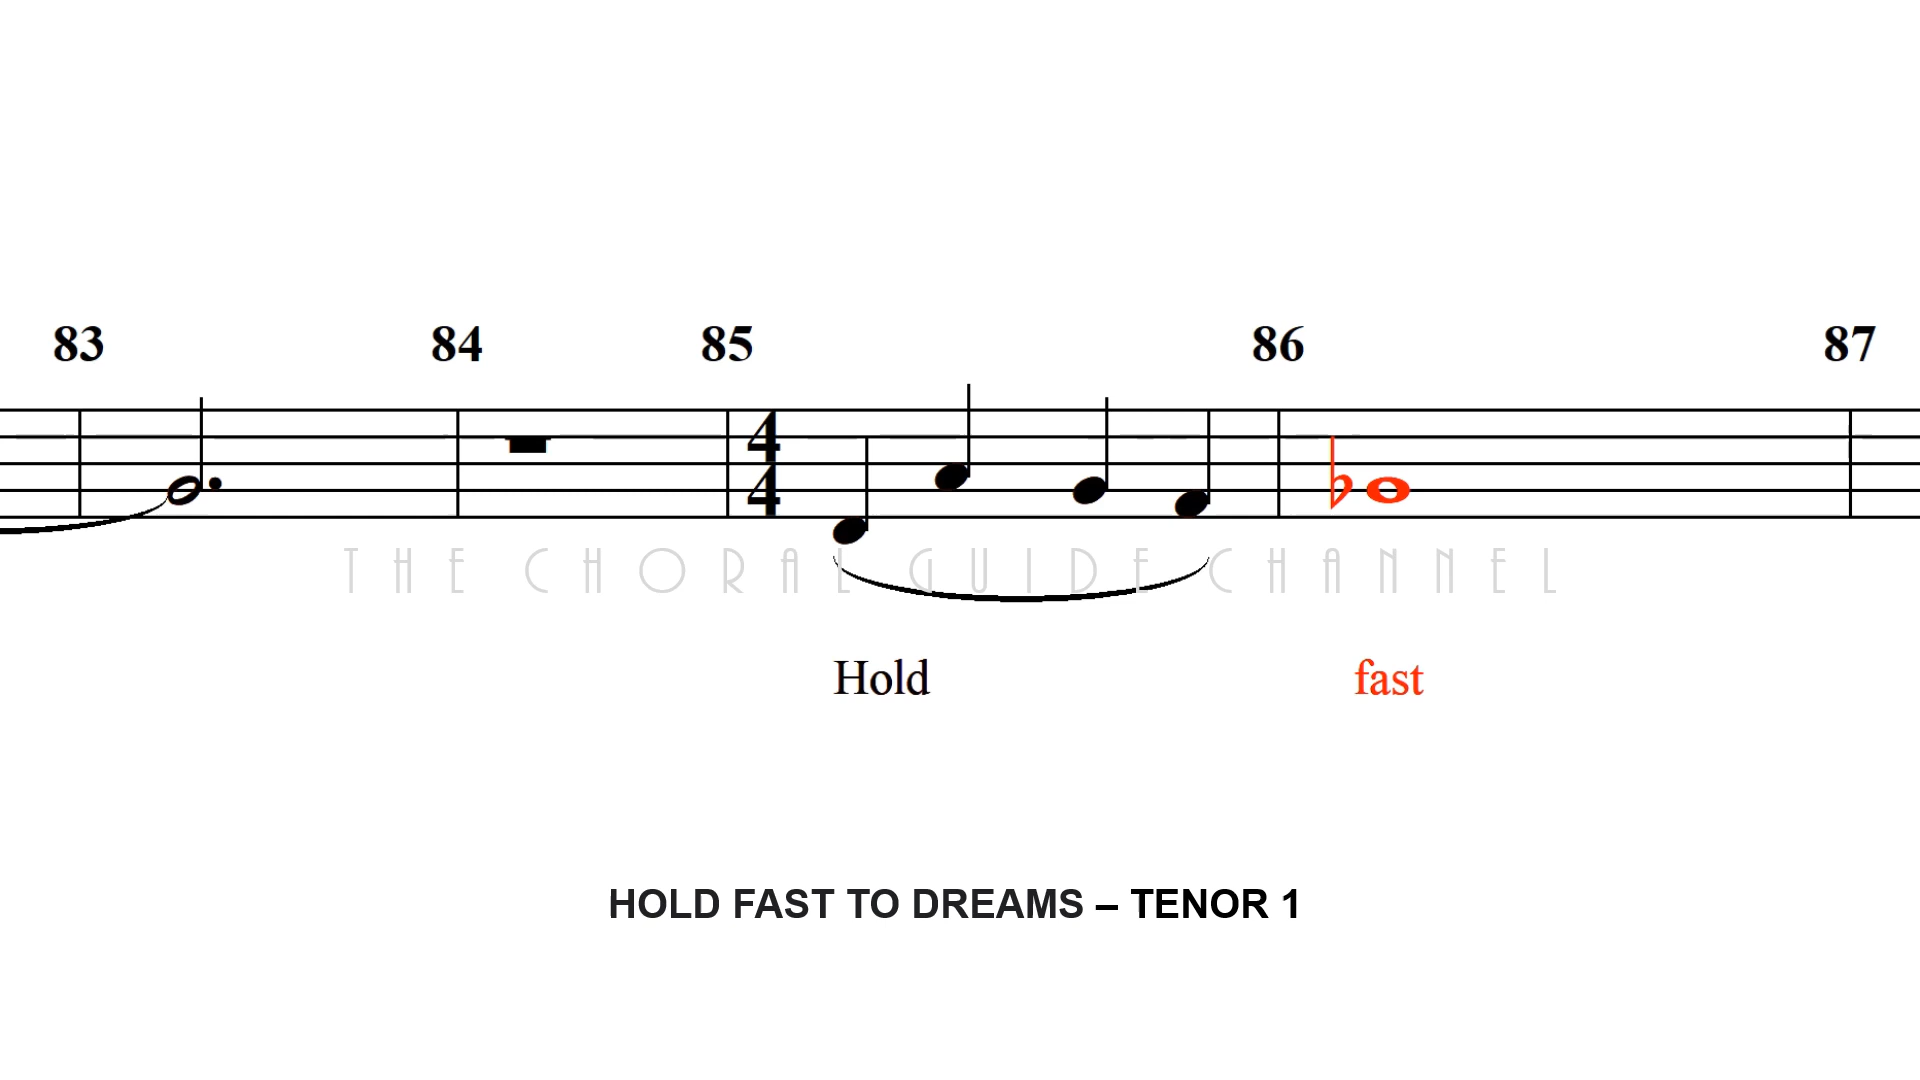 83 84 85 86 87
4
4
THE CHORAL GUIDE CHANNEL
Hold fast
HOLD FAST TO DREAMS – TENOR 1